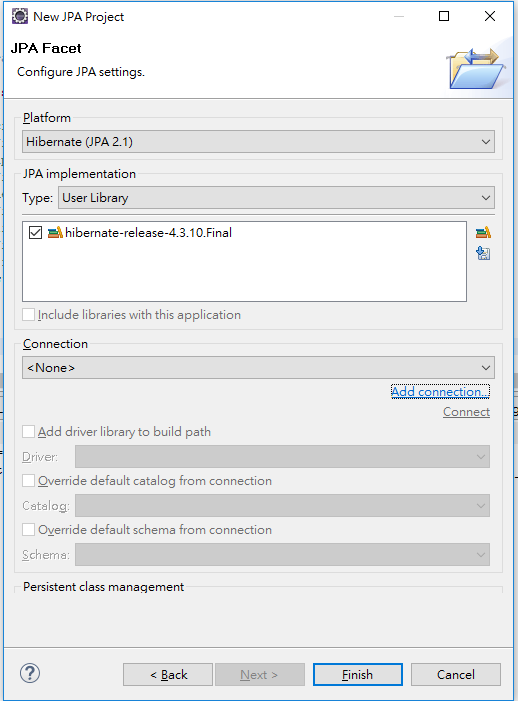 New JPA Project
JPA Facet
Configure JPA settings.
Platform
Hibernate (JPA 2.1)
JPA implementation
Type: User Library
hibernate-release-4.3.10.Final
Include libraries with this application
Connection
<None>
Add connection...
Connect
Add driver library to build path
Driver:
Override default catalog from connection
Catalog:
Override default schema from connection
Schema:
Persistent class management
< Back Next > Finish Cancel